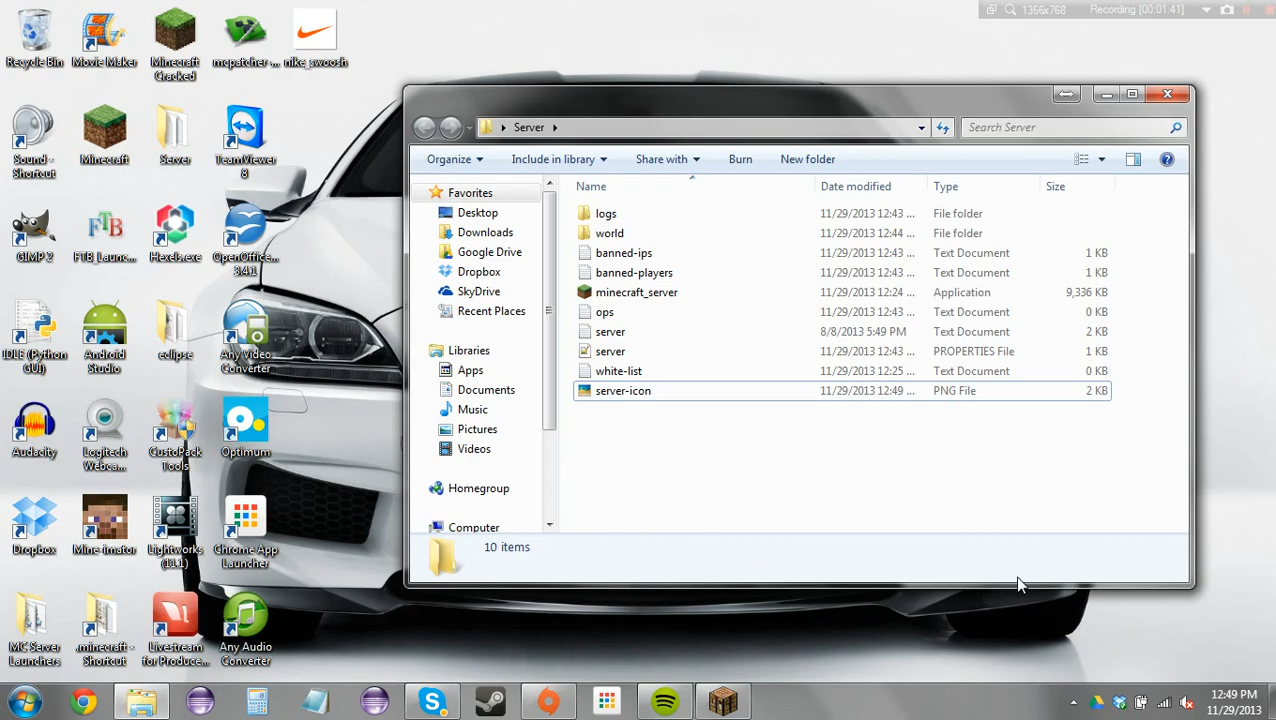 1366x768 Recording [00:01:41]
Recycle Bin
Movie Maker
Minecraft Cracked
mcpatcher-...
nike_swoosh
Sound - Shortcut
Minecraft
Server
TeamViewer 8
GIMP 2
FTB_Launc...
Hexels.exe
OpenOffice... 3.4.1
IDLE (Python GUI)
Android Studio
eclipse
Any Video Converter
Audacity
Logitech Webca...
CustoPack Tools
Optimum
Dropbox
Mine-imator
Lightworks (11.1)
Chrome App Launcher
MC Server Launchers
.minecraft - Shortcut
Livestream for Produce...
Any Audio Converter
Server
Search Server
Organize Include in library Share with Burn New folder
Favorites
Desktop
Downloads
Google Drive
Dropbox
SkyDrive
Recent Places
Libraries
Apps
Documents
Music
Pictures
Videos
Homegroup
Computer
Name Date modified Type Size
logs 11/29/2013 12:43 ... File folder
world 11/29/2013 12:44 ... File folder
banned-ips 11/29/2013 12:43 ... Text Document 1 KB
banned-players 11/29/2013 12:43 ... Text Document 1 KB
minecraft_server 11/29/2013 12:24 ... Application 9,336 KB
ops 11/29/2013 12:43 ... Text Document 0 KB
server 8/8/2013 5:49 PM Text Document 2 KB
server 11/29/2013 12:43 ... PROPERTIES File 1 KB
white-list 11/29/2013 12:25 ... Text Document 0 KB
server-icon 11/29/2013 12:49 ... PNG File 2 KB
10 items
12:49 PM
11/29/2013